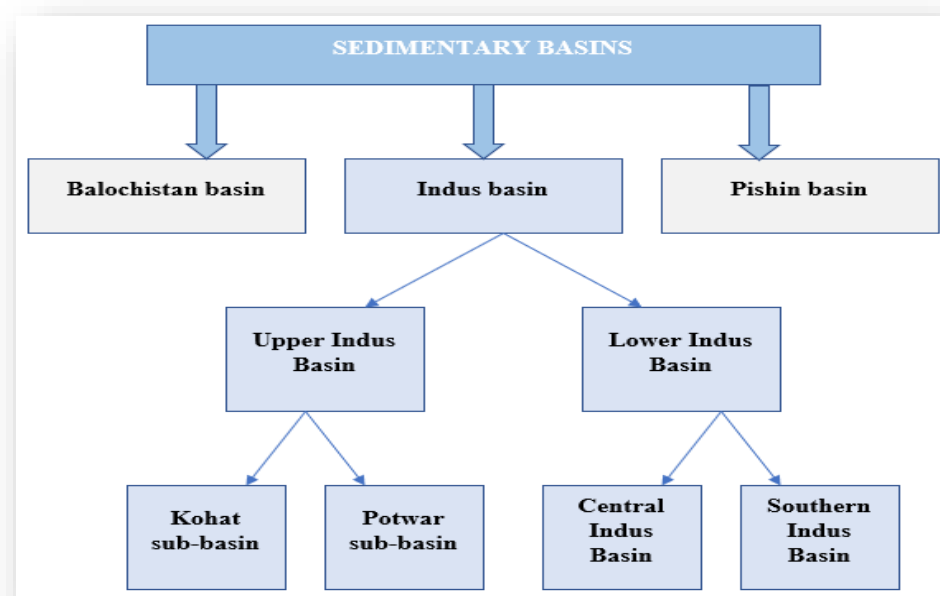 SEDIMENTARY BASINS
Balochistan basin
Indus basin
Pishin basin
Upper Indus
Basin
Lower Indus
Basin
Kohat
sub-basin
Potwar
sub-basin
Central
Indus
Basin
Southern
Indus
Basin